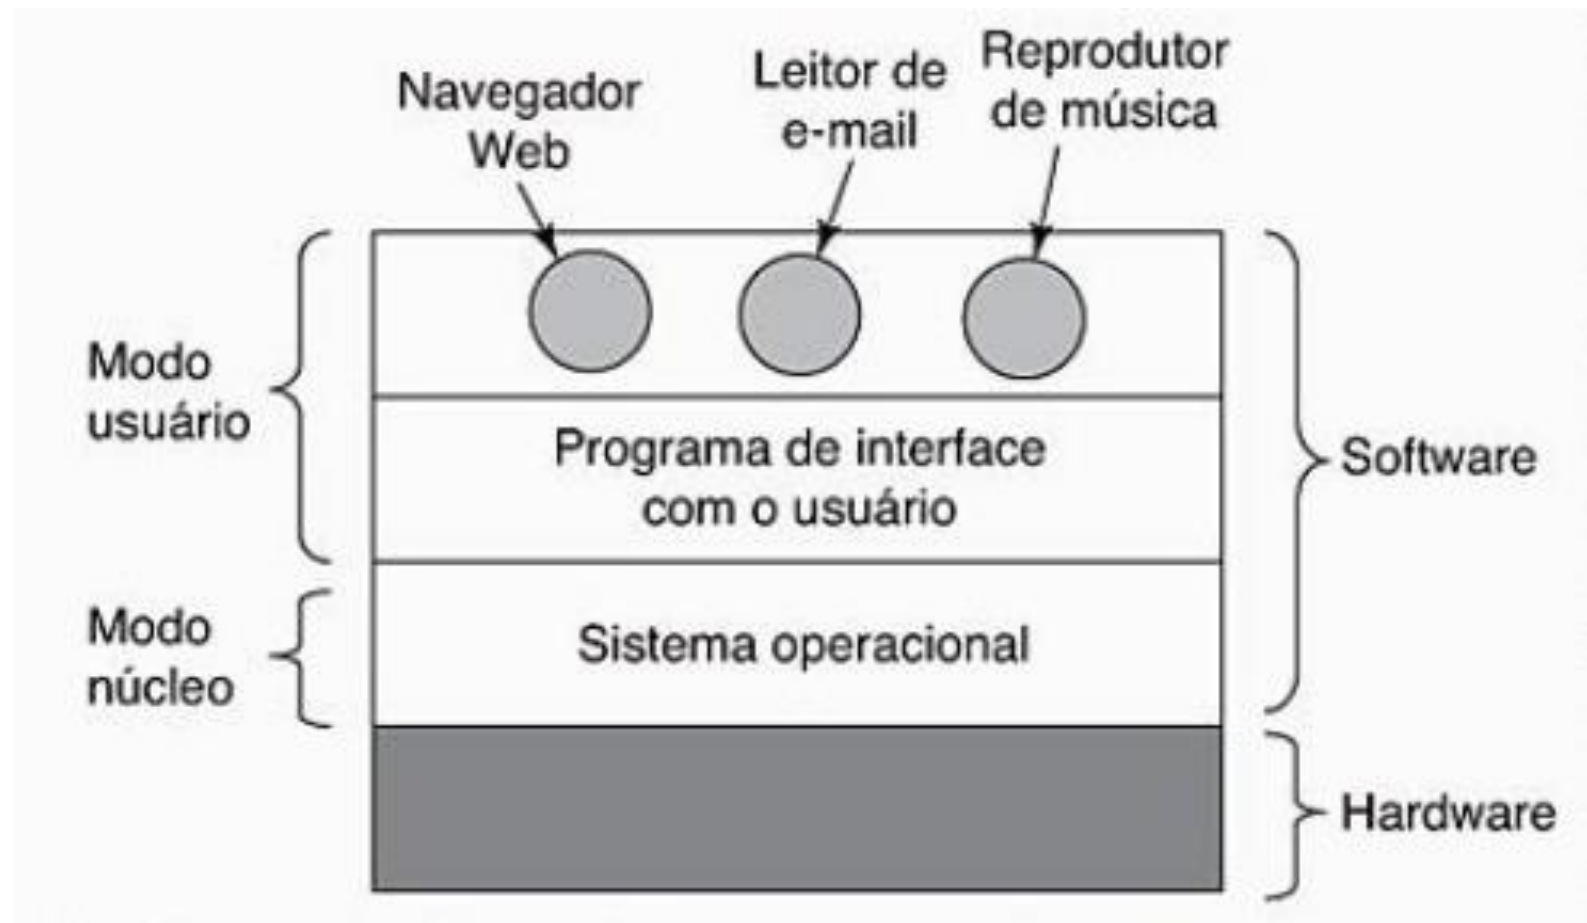 Navegador
Web
Leitor de
e-mail
Reprodutor
de música
Modo
usuário
Programa de interface
com o usuário
Software
Modo
núcleo
Sistema operacional
Hardware